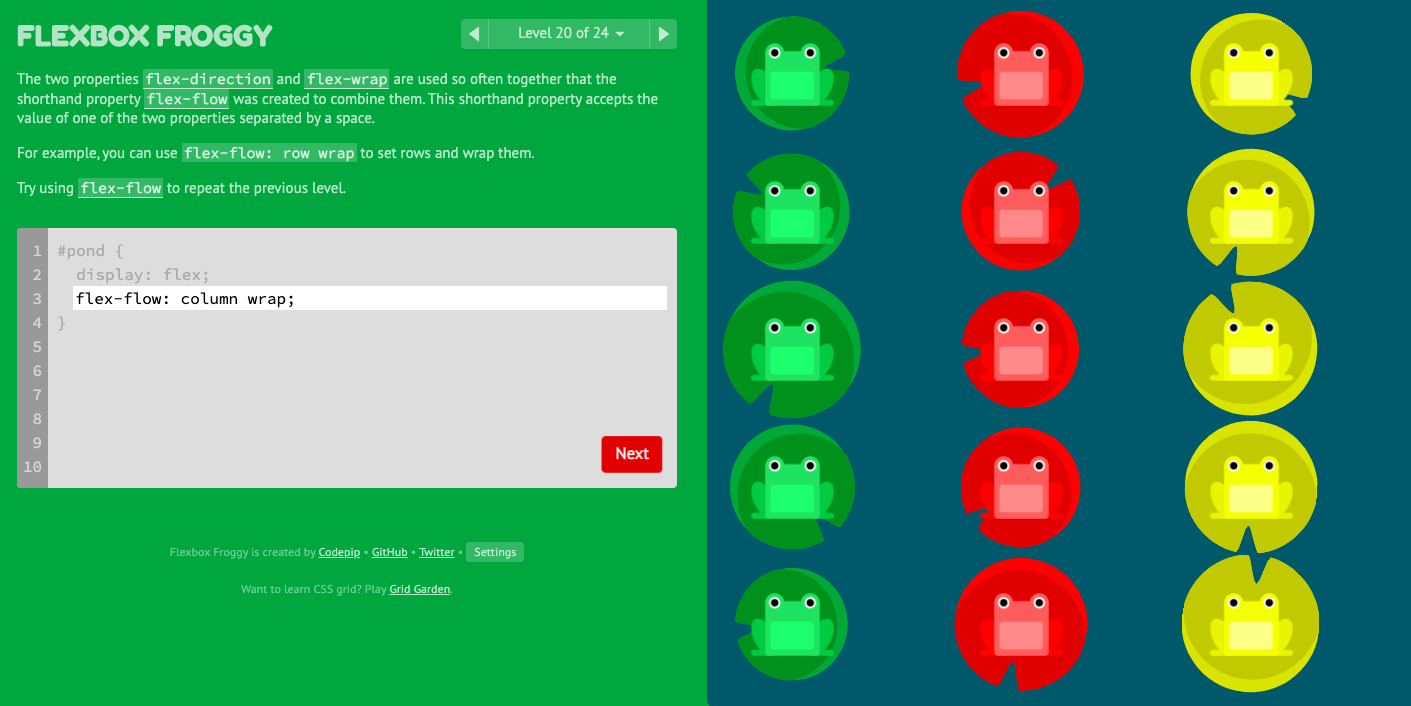 FLEXBOX FROGGY
Level 20 of 24
The two properties flex-direction and flex-wrap are used so often together that the
shorthand property flex-flow was created to combine them. This shorthand property accepts the
value of one of the two properties separated by a space.
For example, you can use flex-flow: row wrap to set rows and wrap them.
Try using flex-flow to repeat the previous level.
1 #pond {
2 display: flex;
3 flex-flow: column wrap;
4 }
5
6
7
8
9
10
Next
Flexbox Froggy is created by Codepip • GitHub • Twitter • Settings
Want to learn CSS grid? Play Grid Garden.